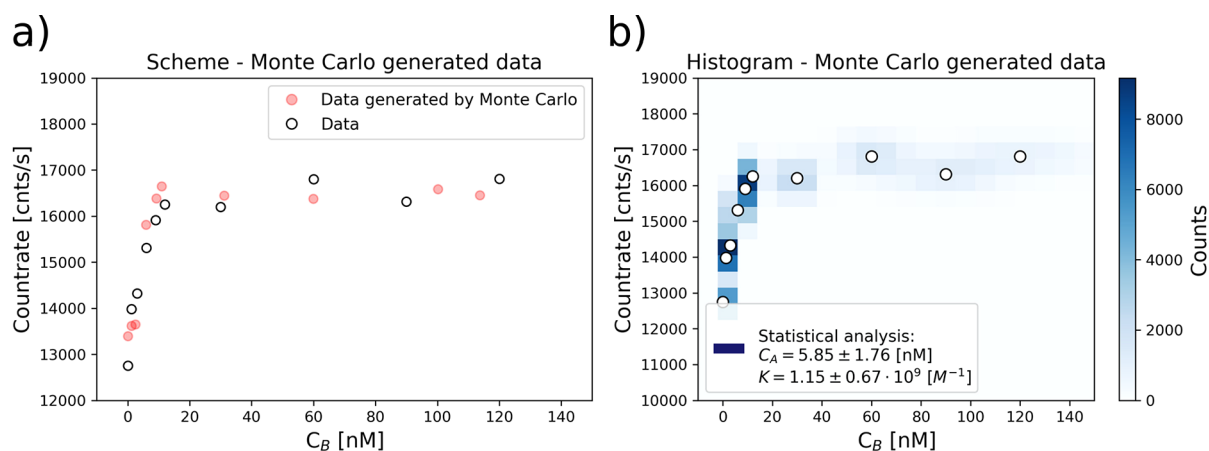 a)
Scheme - Monte Carlo generated data
Data generated by Monte Carlo
Data
Countrate [cnts/s]
19000
18000
17000
16000
15000
14000
13000
12000
0 20 40 60 80 100 120 140
C_B [nM]
b)
Histogram - Monte Carlo generated data
Countrate [cnts/s]
19000
18000
17000
16000
15000
14000
13000
12000
11000
10000
Statistical analysis:
C_A = 5.85 ± 1.76 [nM]
K = 1.15 ± 0.67 · 10^9 [M^{-1}]
0 20 40 60 80 100 120 140
C_B [nM]
8000
6000
4000
2000
0
Counts